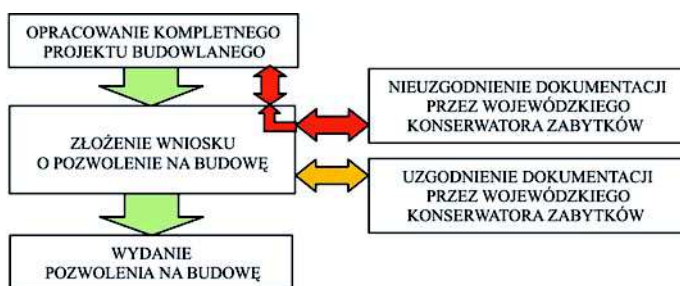 OPRACOWANIE KOMPLETNEGO
PROJEKTU BUDOWLANEGO
ZŁOŻENIE WNIOSKU
O POZWOLENIE NA BUDOWĘ
WYDANIE
POZWOLENIA NA BUDOWĘ
NIEUZGODNIENIE DOKUMENTACJI
PRZEZ WOJEWÓDZKIEGO
KONSERWATORA ZABYTKÓW
UZGODNIENIE DOKUMENTACJI
PRZEZ WOJEWÓDZKIEGO
KONSERWATORA ZABYTKÓW